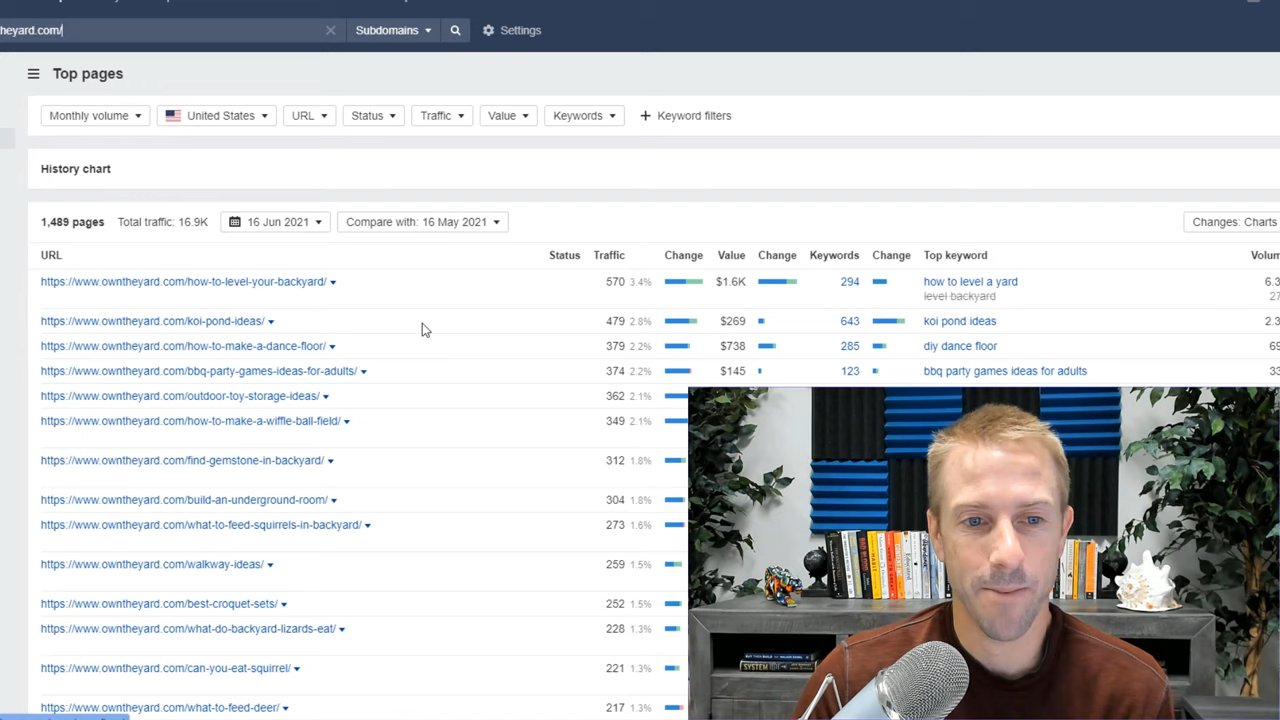 heyard.com/ Subdomains Settings
Top pages
Monthly volume United States URL Status Traffic Value Keywords + Keyword filters
History chart
1,489 pages Total traffic: 16.9K 16 Jun 2021 Compare with: 16 May 2021 Changes: Charts
URL Status Traffic Change Value Change Keywords Change Top keyword Volum
https://www.owntheyard.com/how-to-level-your-backyard/ 570 3.4% $1.6K 294 how to level a yard 6.3
level backyard 27
https://www.owntheyard.com/koi-pond-ideas/ 479 2.8% $269 643 koi pond ideas 2.3
https://www.owntheyard.com/how-to-make-a-dance-floor/ 379 2.2% $738 285 diy dance floor 69
https://www.owntheyard.com/bbq-party-games-ideas-for-adults/ 374 2.2% $145 123 bbq party games ideas for adults 33
https://www.owntheyard.com/outdoor-toy-storage-ideas/ 362 2.1%
https://www.owntheyard.com/how-to-make-a-wiffle-ball-field/ 349 2.1%
https://www.owntheyard.com/find-gemstone-in-backyard/ 312 1.8%
https://www.owntheyard.com/build-an-underground-room/ 304 1.8%
https://www.owntheyard.com/what-to-feed-squirrels-in-backyard/ 273 1.6%
https://www.owntheyard.com/walkway-ideas/ 259 1.5%
https://www.owntheyard.com/best-croquet-sets/ 252 1.5%
https://www.owntheyard.com/what-do-backyard-lizards-eat/ 228 1.3%
https://www.owntheyard.com/can-you-eat-squirrel/ 221 1.3%
https://www.owntheyard.com/what-to-feed-deer/ 217 1.3%
SYSTEM